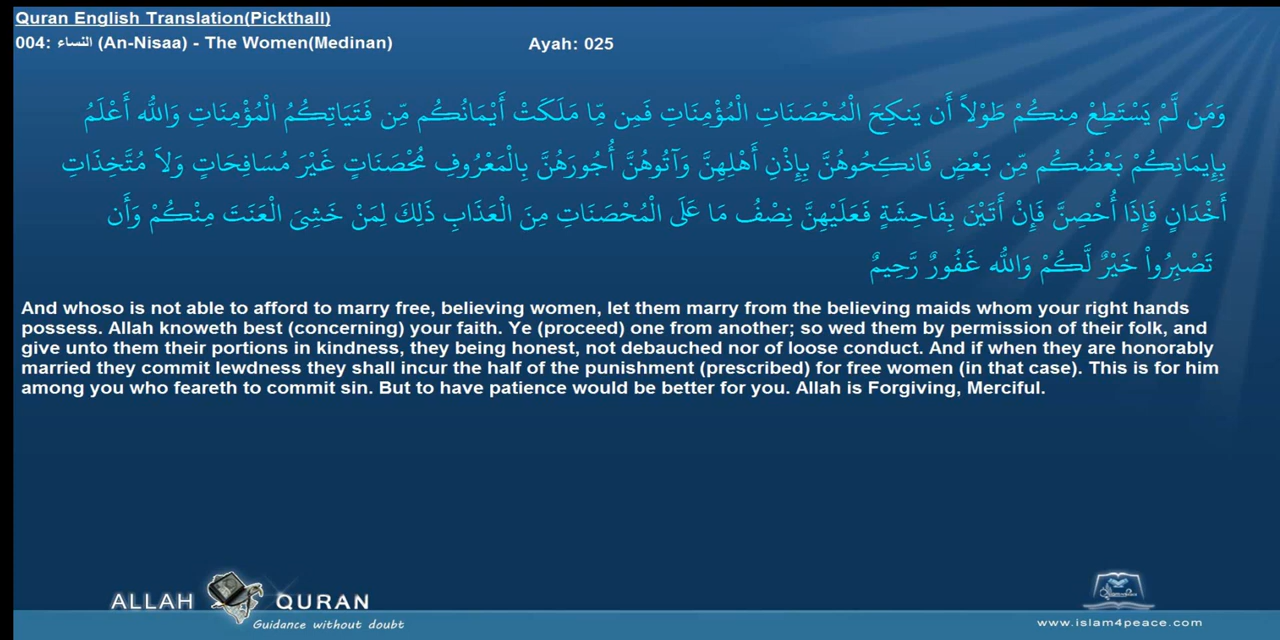 Quran English Translation(Pickthall)
004: النساء (An-Nisaa) - The Women(Medinan) Ayah: 025
وَمَن لَّمْ يَسْتَطِعْ مِنكُمْ طَوْلاً أَن يَنكِحَ الْمُحْصَنَاتِ الْمُؤْمِنَاتِ فَمِن مِّا مَلَكَتْ أَيْمَانُكُم مِّن فَتَيَاتِكُمُ الْمُؤْمِنَاتِ وَاللّهُ أَعْلَمُ
بِإِيمَانِكُمْ بَعْضُكُم مِّن بَعْضٍ فَانكِحُوهُنَّ بِإِذْنِ أَهْلِهِنَّ وَآتُوهُنَّ أُجُورَهُنَّ بِالْمَعْرُوفِ مُحْصَنَاتٍ غَيْرَ مُسَافِحَاتٍ وَلاَ مُتَّخِذَاتِ
أَخْدَانٍ فَإِذَا أُحْصِنَّ فَإِنْ أَتَيْنَ بِفَاحِشَةٍ فَعَلَيْهِنَّ نِصْفُ مَا عَلَى الْمُحْصَنَاتِ مِنَ الْعَذَابِ ذَلِكَ لِمَنْ خَشِيَ الْعَنَتَ مِنْكُمْ وَأَن
تَصْبِرُواْ خَيْرٌ لَّكُمْ وَاللّهُ غَفُورٌ رَّحِيمٌ
And whoso is not able to afford to marry free, believing women, let them marry from the believing maids whom your right hands
possess. Allah knoweth best (concerning) your faith. Ye (proceed) one from another; so wed them by permission of their folk, and
give unto them their portions in kindness, they being honest, not debauched nor of loose conduct. And if when they are honorably
married they commit lewdness they shall incur the half of the punishment (prescribed) for free women (in that case). This is for him
among you who feareth to commit sin. But to have patience would be better for you. Allah is Forgiving, Merciful.
ALLAH QURAN
Guidance without doubt
www.islam4peace.com